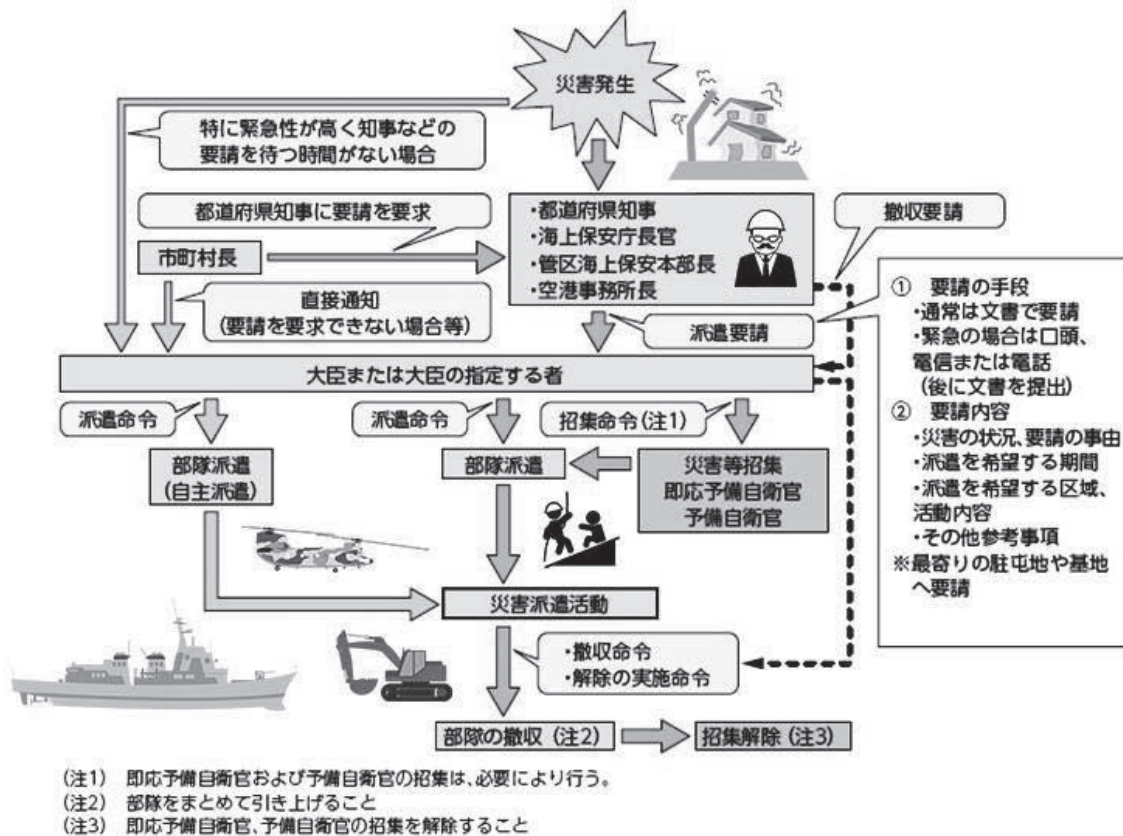 災害発生
特に緊急性が高く知事などの
要請を待つ時間がない場合
都道府県知事に要請を要求
・都道府県知事
・海上保安庁長官
・管区海上保安本部長
・空港事務所長
撤収要請
市町村長
直接通知
(要請を要求できない場合等)
派遣要請
① 要請の手段
・通常は文書で要請
・緊急の場合は口頭、
電信または電話
(後に文書を提出)
② 要請内容
・災害の状況、要請の事由
・派遣を希望する期間
・派遣を希望する区域、
活動内容
・その他参考事項
※最寄りの駐屯地や基地
へ要請
大臣または大臣の指定する者
派遣命令
派遣命令
招集命令(注1)
部隊派遣
(自主派遣)
部隊派遣
災害等招集
即応予備自衛官
予備自衛官
災害派遣活動
・撤収命令
・解除の実施命令
部隊の撤収(注2)
招集解除(注3)
(注1) 即応予備自衛官および予備自衛官の招集は、必要により行う。
(注2) 部隊をまとめて引き上げること
(注3) 即応予備自衛官、予備自衛官の招集を解除すること